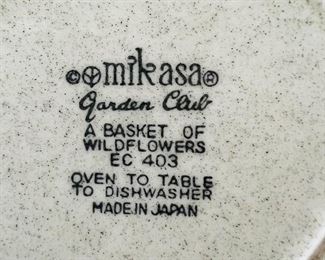 © mikasa ®
Garden Club
A BASKET OF
WILDFLOWERS
EC 403
OVEN TO TABLE
TO DISHWASHER
MADE IN JAPAN